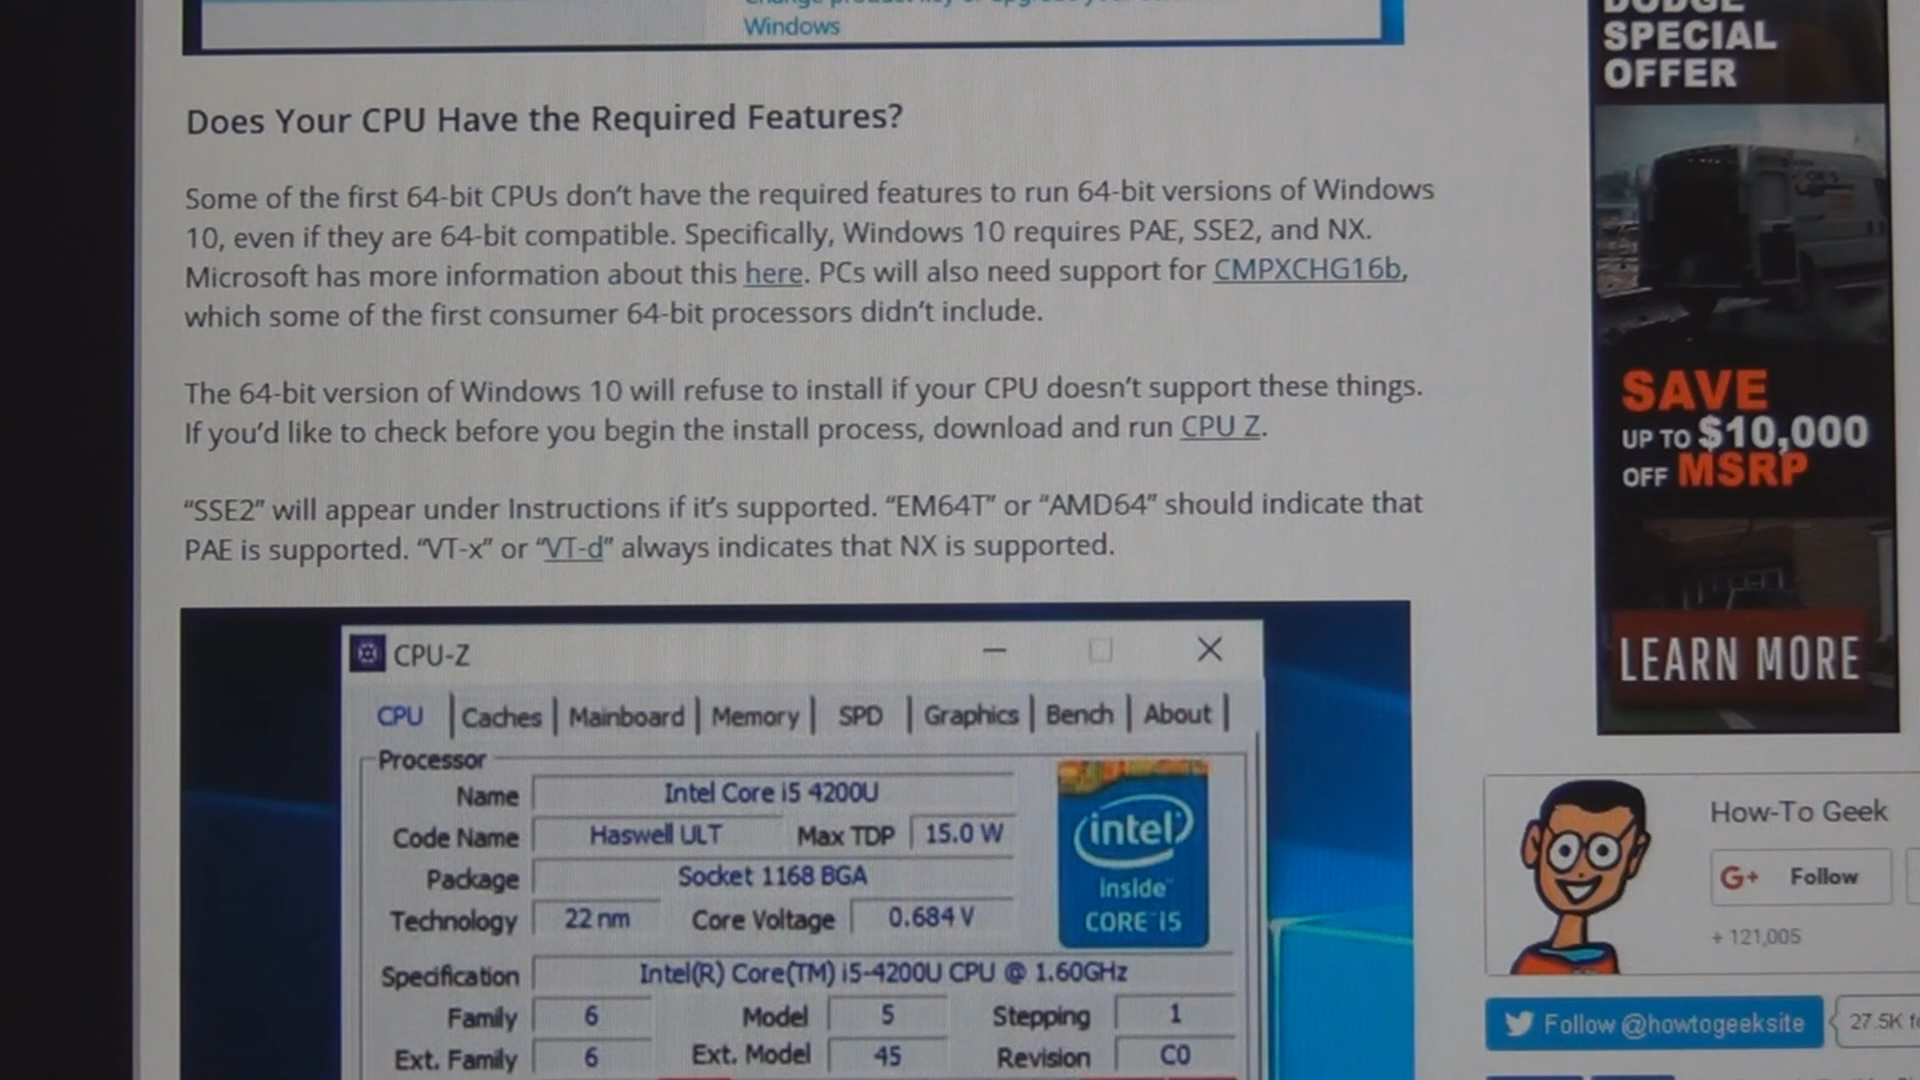 Windows
Does Your CPU Have the Required Features?
Some of the first 64-bit CPUs don't have the required features to run 64-bit versions of Windows
10, even if they are 64-bit compatible. Specifically, Windows 10 requires PAE, SSE2, and NX.
Microsoft has more information about this here. PCs will also need support for CMPXCHG16b,
which some of the first consumer 64-bit processors didn't include.
The 64-bit version of Windows 10 will refuse to install if your CPU doesn't support these things.
If you'd like to check before you begin the install process, download and run CPU Z.
“SSE2” will appear under Instructions if it's supported. “EM64T” or “AMD64” should indicate that
PAE is supported. “VT-x” or “VT-d” always indicates that NX is supported.
CPU-Z
CPU Caches Mainboard Memory SPD Graphics Bench About
Processor
Name Intel Core i5 4200U
Code Name Haswell ULT Max TDP 15.0 W
Package Socket 1168 BGA
Technology 22 nm Core Voltage 0.684 V
intel
inside™
CORE™ i5
Specification Intel(R) Core(TM) i5-4200U CPU @ 1.60GHz
Family 6 Model 5 Stepping 1
Ext. Family 6 Ext. Model 45 Revision C0
DODGE
SPECIAL
OFFER
SAVE
UP TO $10,000
OFF MSRP
LEARN MORE
How-To Geek
G+ Follow
+ 121,005
Follow @howtogeeksite
27.5K